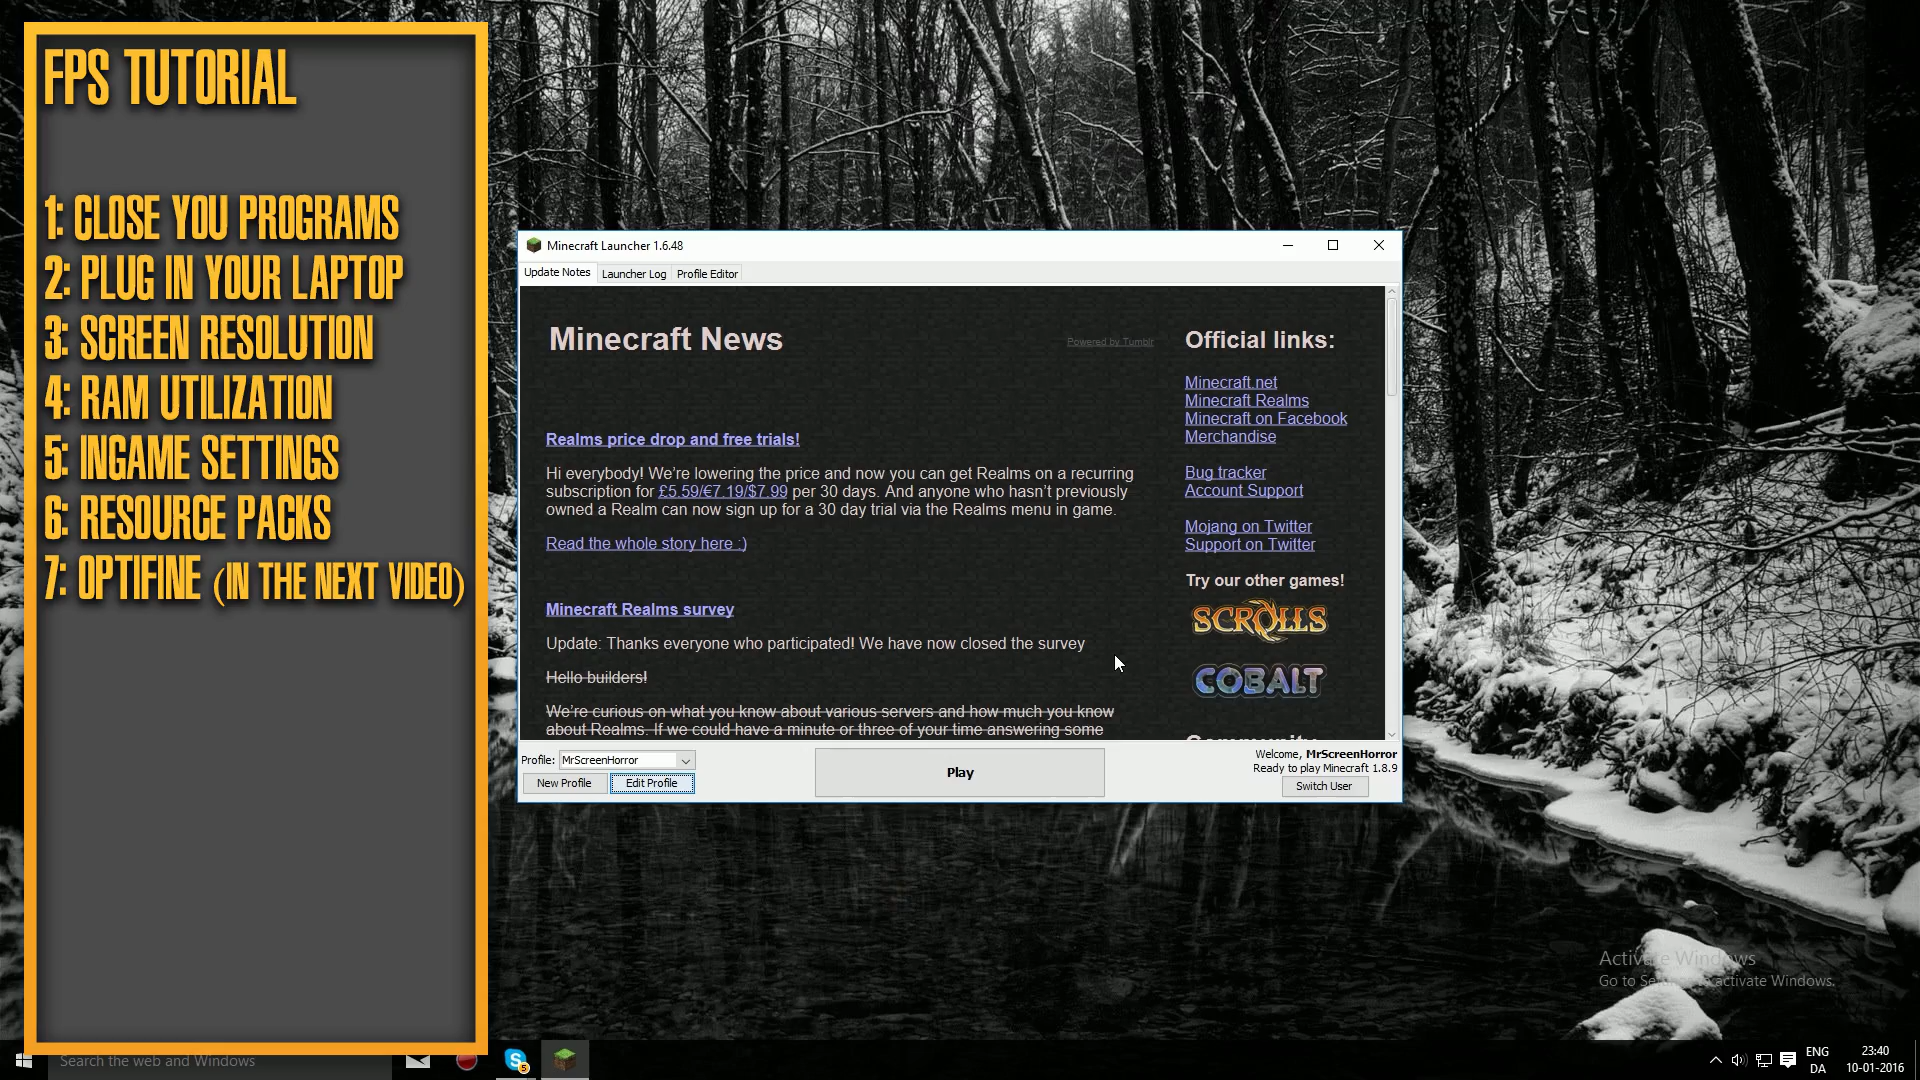 FPS TUTORIAL
1: CLOSE YOU PROGRAMS
2: PLUG IN YOUR LAPTOP
3: SCREEN RESOLUTION
4: RAM UTILIZATION
5: INGAME SETTINGS
6: RESOURCE PACKS
7: OPTIFINE (IN THE NEXT VIDEO)
Minecraft Launcher 1.6.48
Update Notes Launcher Log Profile Editor
Minecraft News
Powered by Tumblr
Realms price drop and free trials!
Hi everybody! We’re lowering the price and now you can get Realms on a recurring
subscription for £5.59/€7.19/$7.99 per 30 days. And anyone who hasn’t previously
owned a Realm can now sign up for a 30 day trial via the Realms menu in game.
Read the whole story here :)
Minecraft Realms survey
Update: Thanks everyone who participated! We have now closed the survey
Hello builders!
We’re curious on what you know about various servers and how much you know
about Realms. If we could have a minute or three of your time answering some
Official links:
Minecraft.net
Minecraft Realms
Minecraft on Facebook
Merchandise
Bug tracker
Account Support
Mojang on Twitter
Support on Twitter
Try our other games!
SCROLLS
COBALT
Community
Profile: MrScreenHorror
New Profile Edit Profile
Play
Welcome, MrScreenHorror
Ready to play Minecraft 1.8.9
Switch User
Activate Windows
Go to Settings to activate Windows.
Search the web and Windows
5
ENG
DA
23:40
10-01-2016